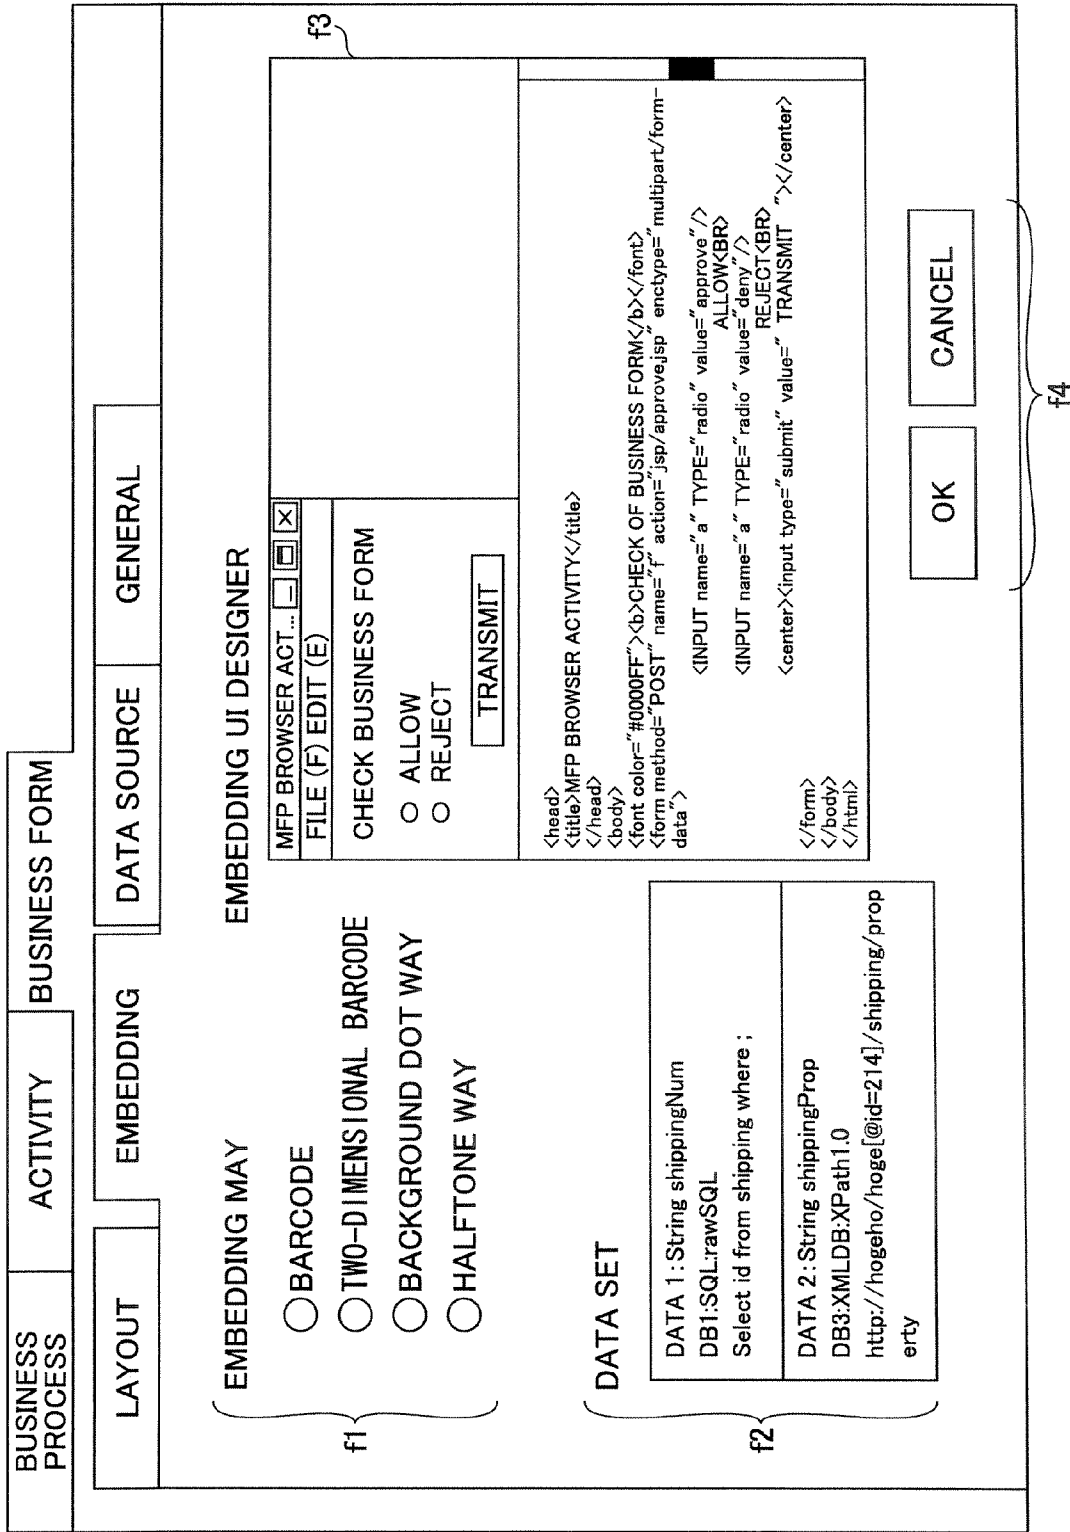 BUSINESS
PROCESS
ACTIVITY
BUSINESS FORM
LAYOUT
EMBEDDING
DATA SOURCE
GENERAL
EMBEDDING MAY
f1
BARCODE
TWO-DIMENSIONAL BARCODE
BACKGROUND DOT WAY
HALFTONE WAY
DATA SET
f2
DATA 1:String shippingNum
DB1:SQL:rawSQL
Select id from shipping where ;
DATA 2:String shippingProp
DB3:XMLDB:XPath1.0
http://hogeho/hoge[@id=214]/shipping/prop
erty
EMBEDDING UI DESIGNER
f3
MFP BROWSER ACT...
FILE (F) EDIT (E)
CHECK BUSINESS FORM
ALLOW
REJECT
TRANSMIT
<head>
<title>MFP BROWSER ACTIVITY</title>
</head>
<body>
<font color="#0000FF"><b>CHECK OF BUSINESS FORM</b></font>
<form method="POST" name="f" action="jsp/approve.jsp" enctype="multipart/form-
data">
<INPUT name="a" TYPE="radio" value="approve"/>
ALLOW<BR>
<INPUT name="a" TYPE="radio" value="deny"/>
REJECT<BR>
<center><input type="submit" value=" TRANSMIT "></center>
</form>
</body>
</html>
OK
CANCEL
f4